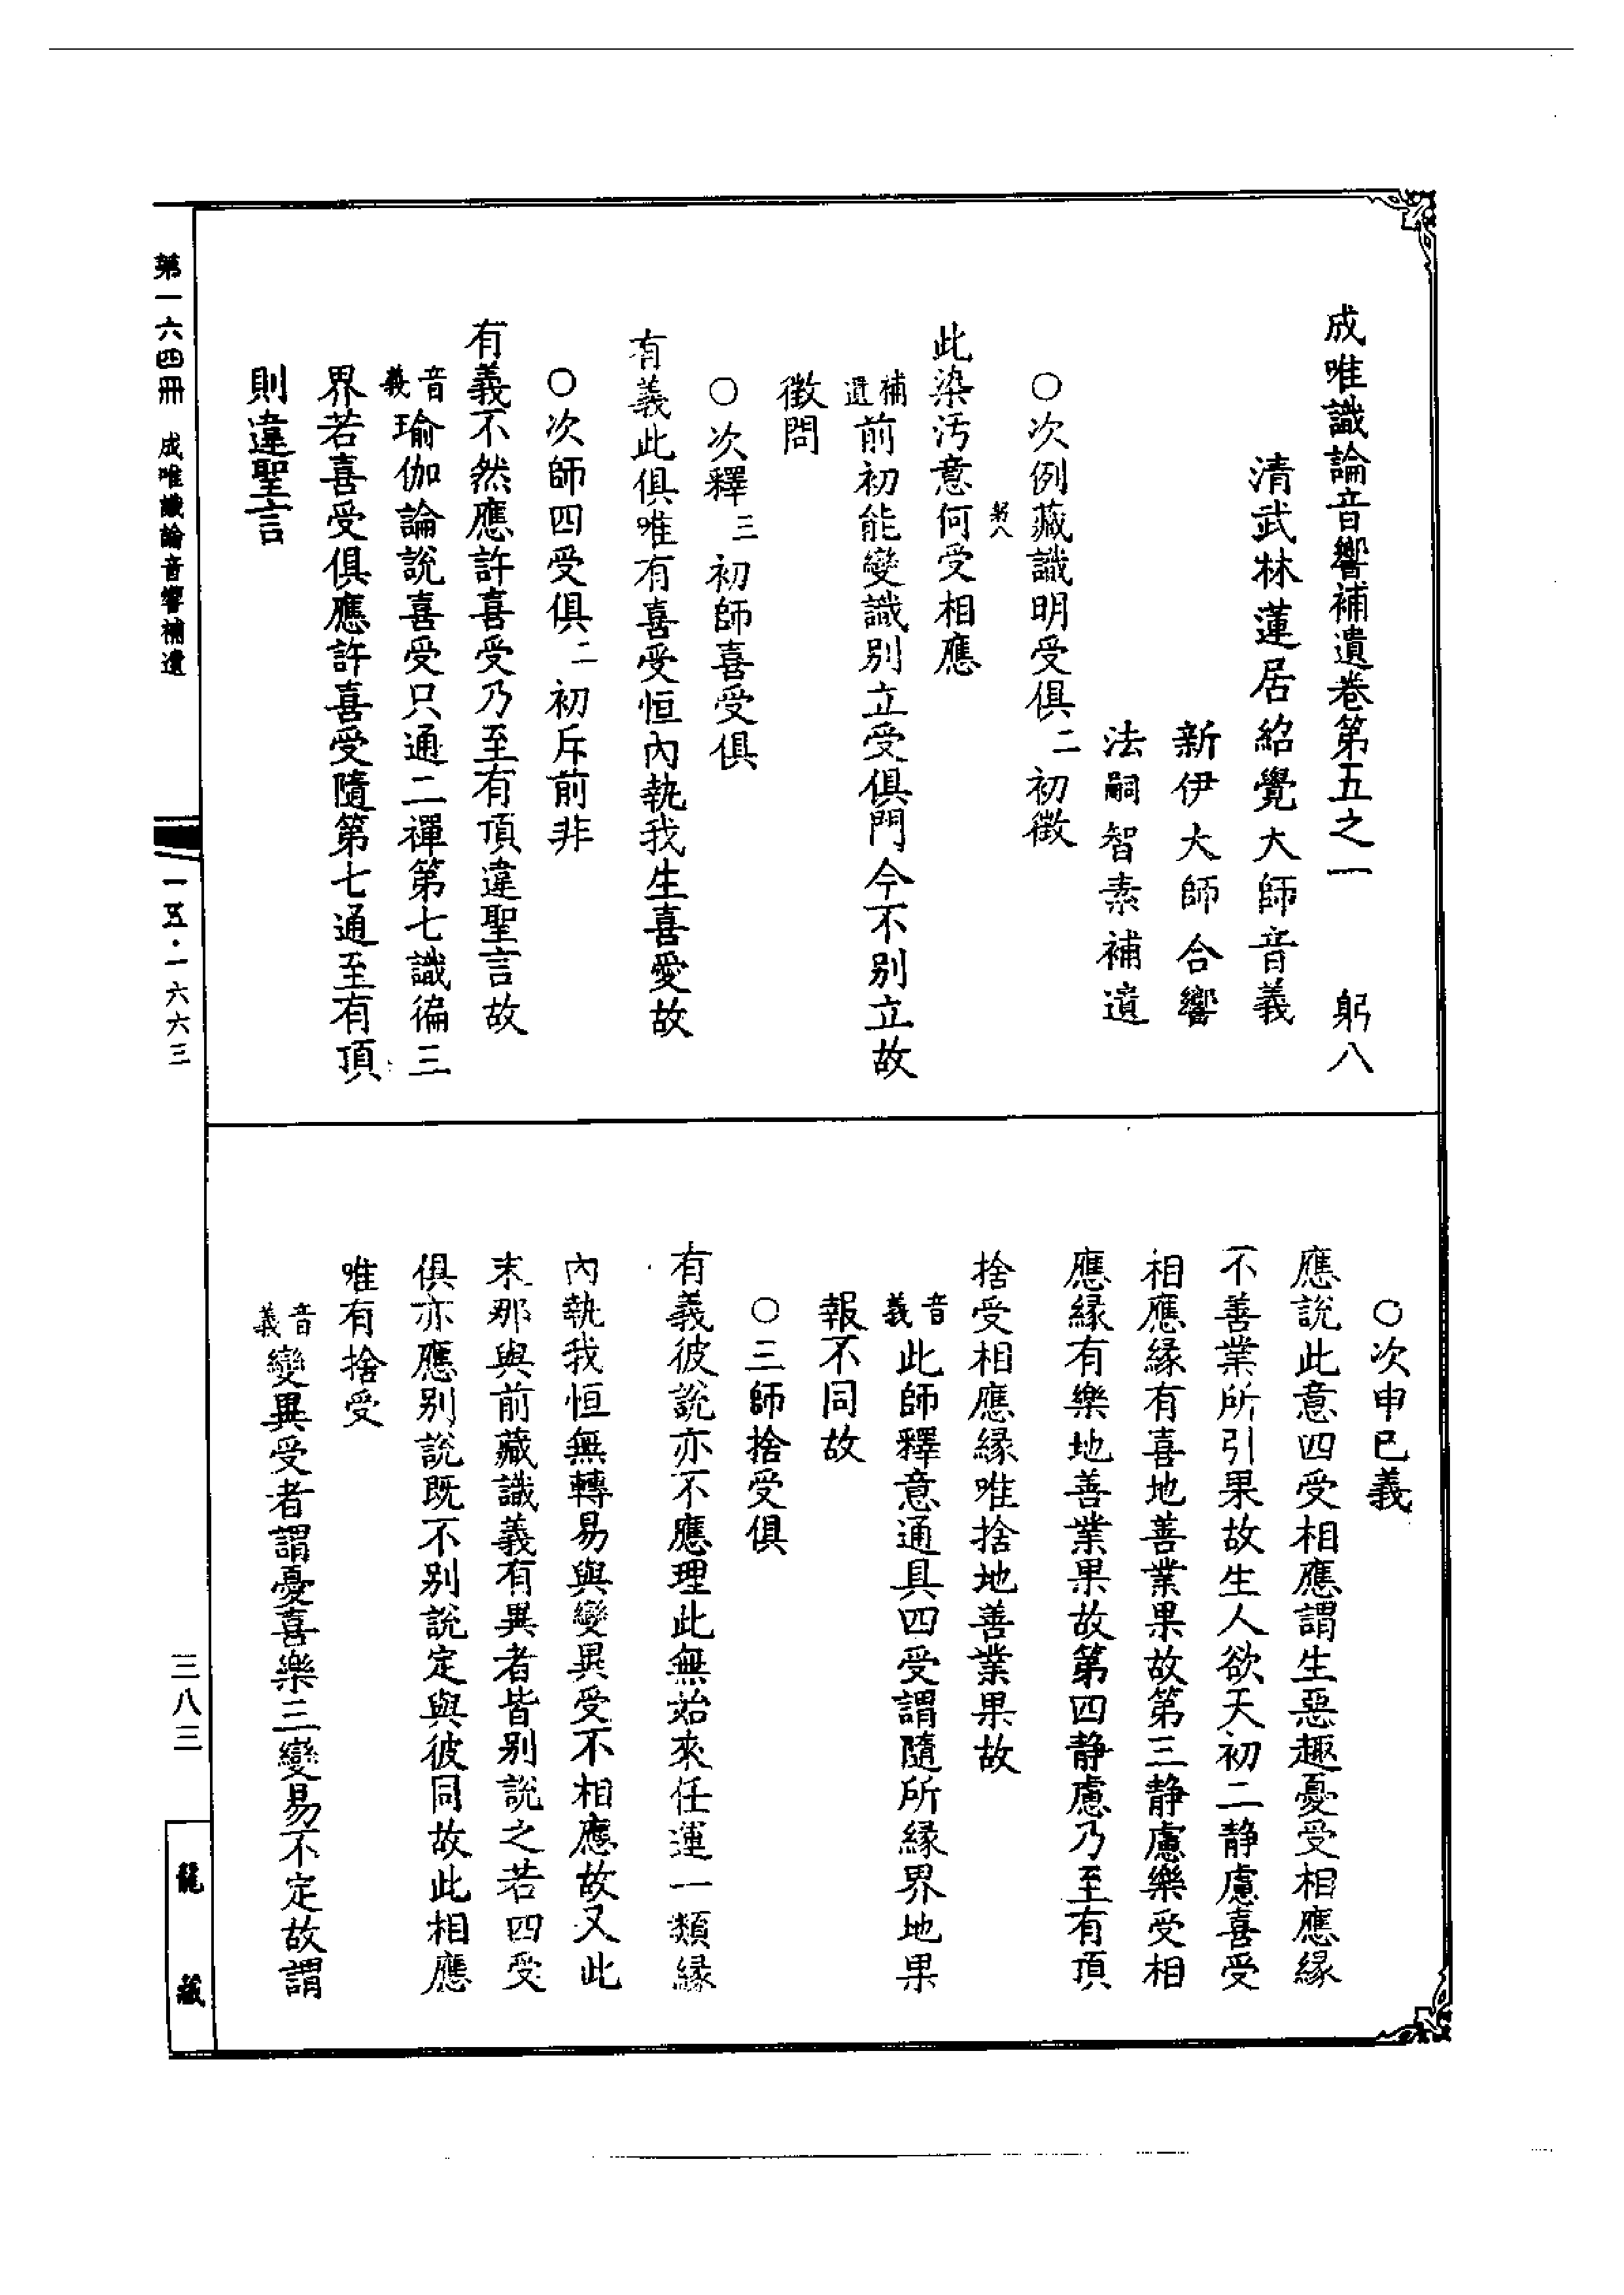 成唯識論音響補遺卷第五之一　躬八
清武林蓮居紹覺大師音義
新伊大師合響
法嗣智素補遺
○次例藏識明受俱二初徵
躬八
此染汚意何受相應
補遺前初能變識別立受俱門今不別立故
徵問
○次釋三初師喜受俱
有義此俱唯有喜受恒內執我生喜愛故
○次師四受俱二初斥前非
有義不然應許喜受乃至有頂違聖言故
音義瑜伽論說喜受只通二禪第七識徧三
界若喜受俱應許喜受隨第七通至有頂
則違聖言
○次申已義
應說此意四受相應謂生惡趣憂受相應緣
不善業所引果故生人欲天初二靜慮喜受
相應緣有喜地善業果故第三靜慮樂受相
應緣有樂地善業果故第四靜慮乃至有頂
捨受相應緣唯捨地善業果故
音義此師釋意通具四受謂隨所緣界地果
報不同故
○三師捨受俱
有義彼說亦不應理此無始來任運一類緣
內執我恒無轉易與變異受不相應故又此
末那與前藏識義有異者皆別說之若四受
俱亦應別說既不別說定與彼同故此相應
唯有捨受
音義變異受者謂憂喜樂三變易不定故謂
第一六四冊　成唯識論音響補遺
一五·一六六三
三八三
龍藏